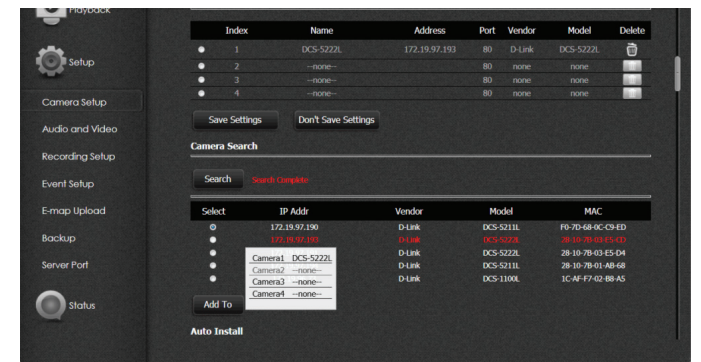 Playback
Index Name Address Port Vendor Model Delete
1 DCS-5222L 172.19.97.193 80 D-Link DCS-5222L
Setup
2 --none-- 80 none none
3 --none-- 80 none none
4 --none-- 80 none none
Camera Setup
Save Settings Don't Save Settings
Audio and Video
Camera Search
Recording Setup
Search Search Complete
Event Setup
E-map Upload
Select IP Addr Vendor Model MAC
172.19.97.190 D-Link DCS-5211L F0-7D-68-0C-C9-ED
Backup
172.19.97.193 D-Link DCS-5222L 28-10-7B-03-E5-CD
D-Link DCS-5222L 28-10-7B-03-E5-D4
Camera1 DCS-5222L
Server Port
Camera2 --none--
D-Link DCS-5211L 28-10-7B-01-AB-68
Camera3 --none--
D-Link DCS-1100L 1C-AF-F7-02-B8-A5
Camera4 --none--
Status
Add To
Auto Install